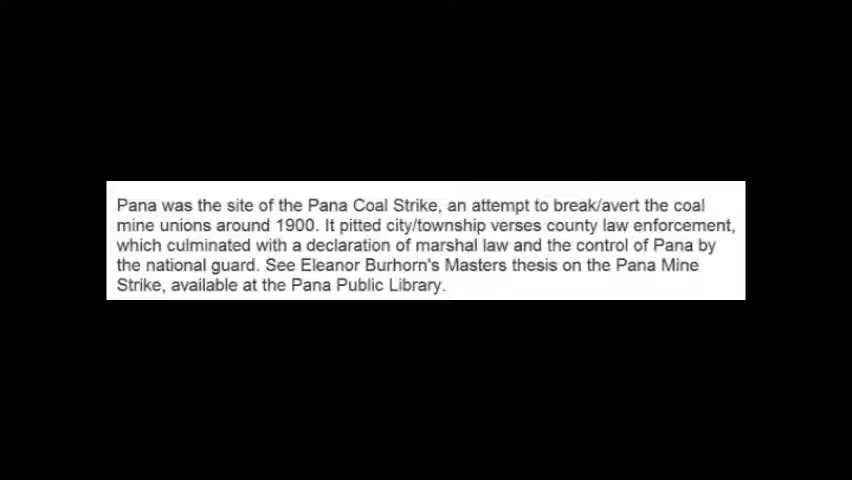 Pana was the site of the Pana Coal Strike, an attempt to break/avert the coal
mine unions around 1900. It pitted city/township verses county law enforcement,
which culminated with a declaration of marshal law and the control of Pana by
the national guard. See Eleanor Burhorn's Masters thesis on the Pana Mine
Strike, available at the Pana Public Library.